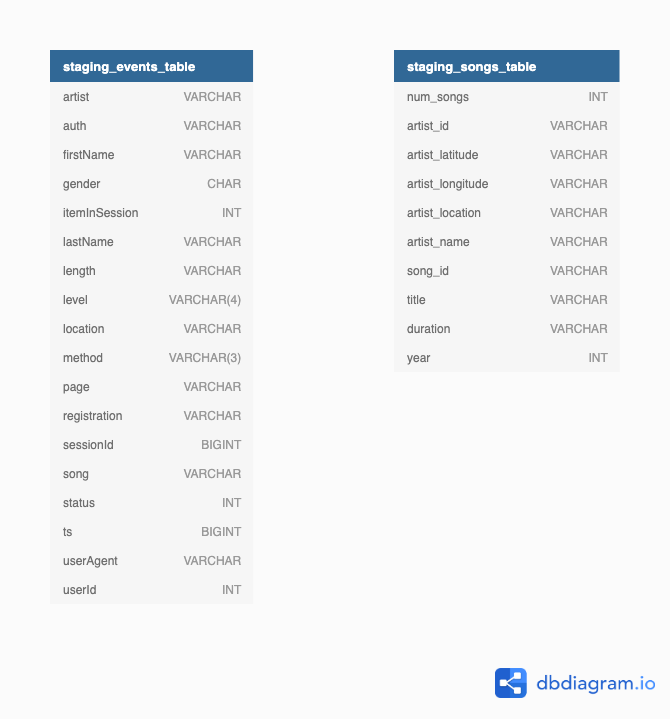 staging_events_table
artist VARCHAR
auth VARCHAR
firstName VARCHAR
gender CHAR
itemInSession INT
lastName VARCHAR
length VARCHAR
level VARCHAR(4)
location VARCHAR
method VARCHAR(3)
page VARCHAR
registration VARCHAR
sessionId BIGINT
song VARCHAR
status INT
ts BIGINT
userAgent VARCHAR
userId INT
staging_songs_table
num_songs INT
artist_id VARCHAR
artist_latitude VARCHAR
artist_longitude VARCHAR
artist_location VARCHAR
artist_name VARCHAR
song_id VARCHAR
title VARCHAR
duration VARCHAR
year INT
dbdiagram.io